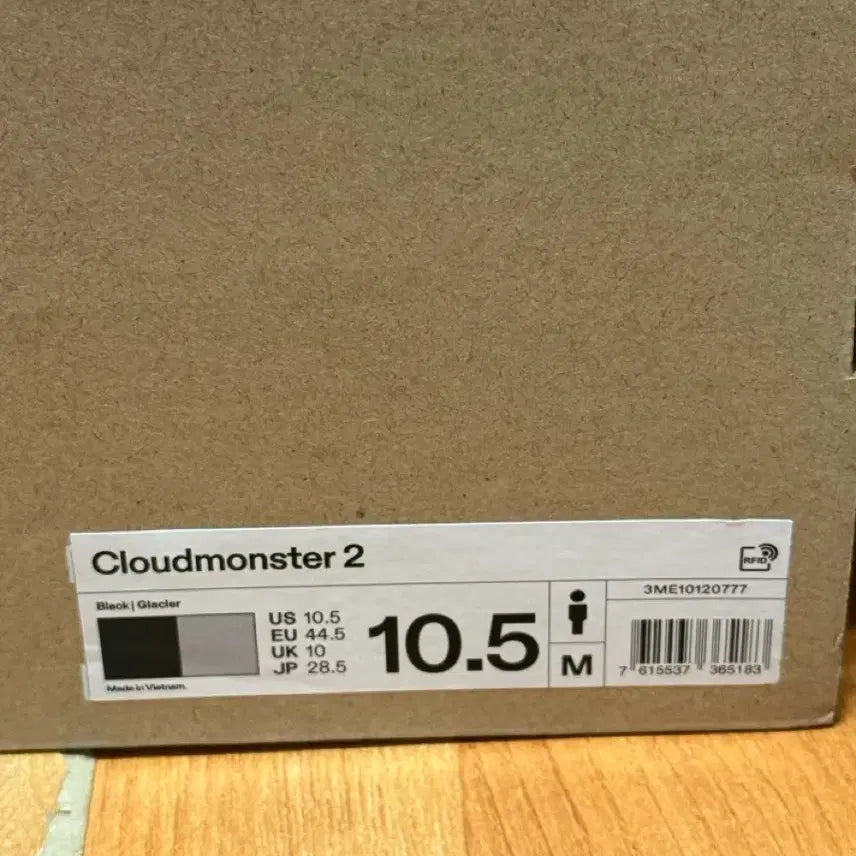 Cloudmonster 2
RFID
Black | Glacier
US 10.5
EU 44.5
UK 10
JP 28.5
Made in Vietnam.
10.5
M
3ME10120777
7 615537 365183